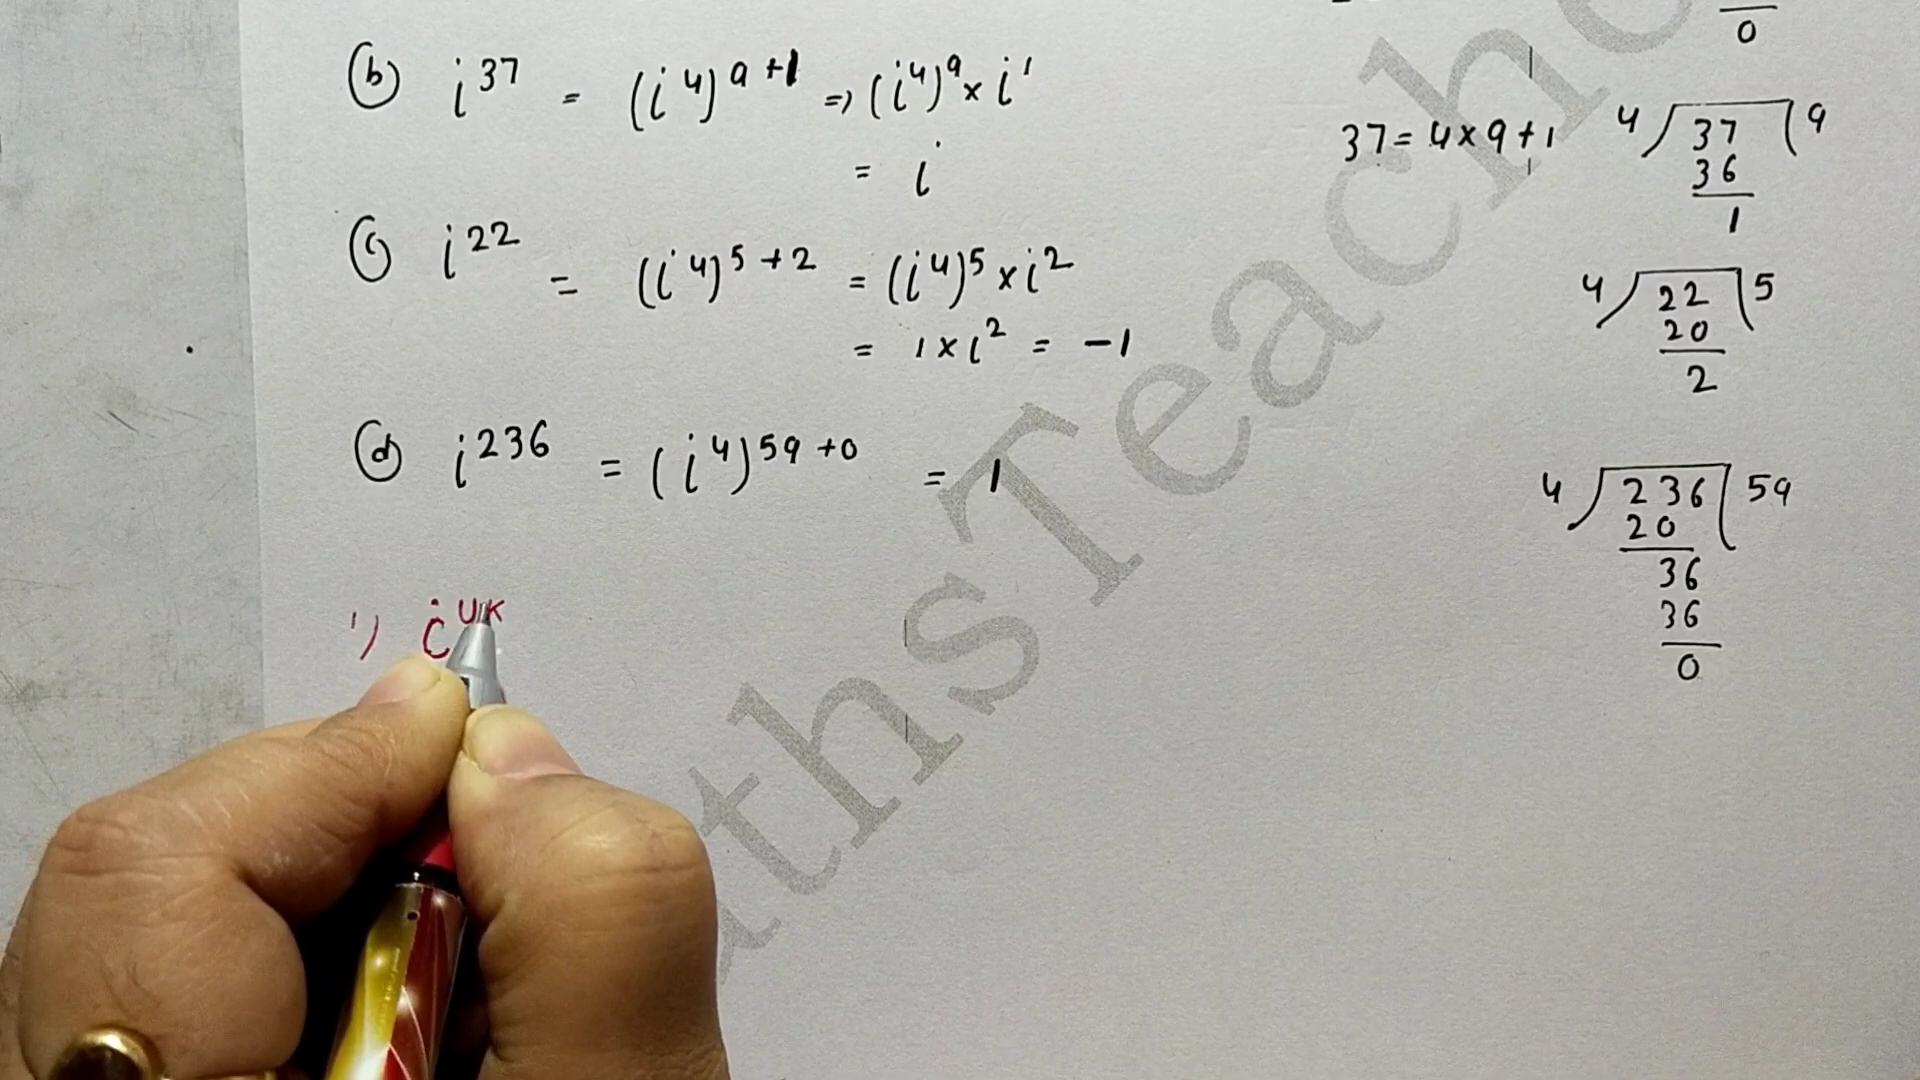 0
(b) i^37 = (i^4)^9+1 => (i^4)^9 × i^1
= i
37 = 4×9+1
4 ) 37 ( 9
36
1
(c) i^22 = (i^4)^5+2 = (i^4)^5 × i^2
= 1 × i^2 = -1
4 ) 22 ( 5
20
2
(d) i^236 = (i^4)^59+0 = 1
4 ) 236 ( 59
20
36
36
0
1) i^4K
thsTeache